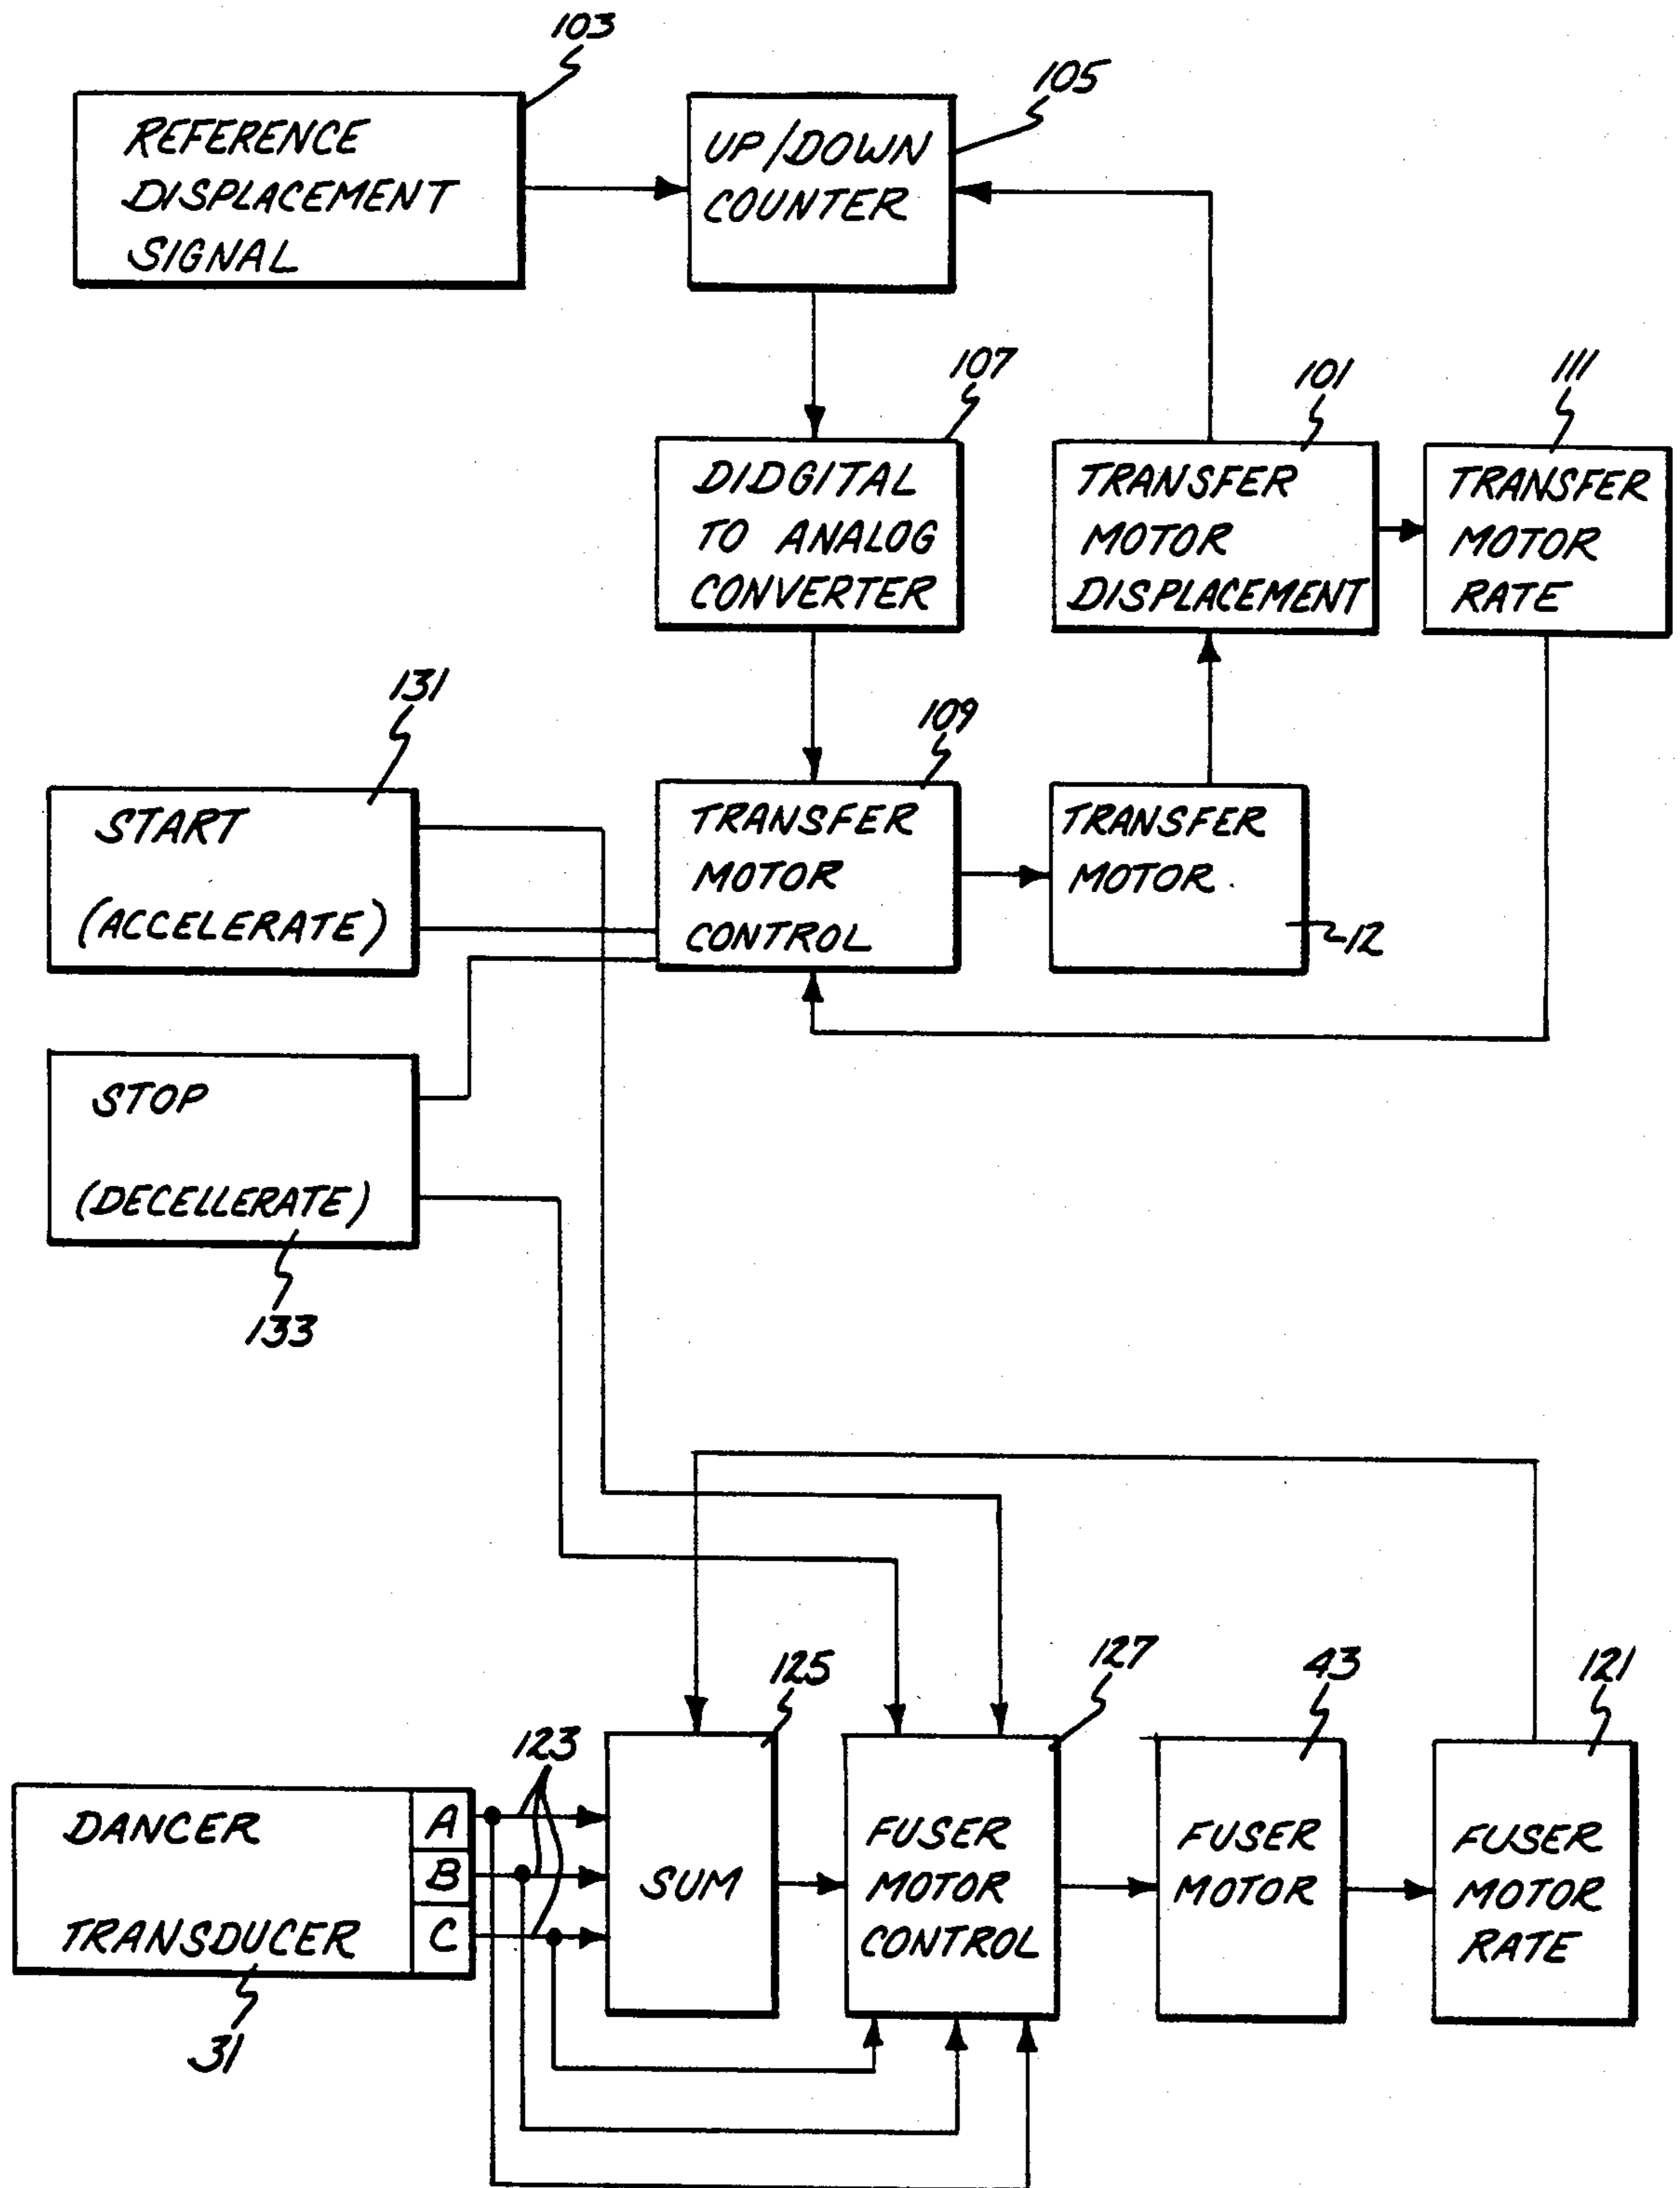 103
REFERENCE
DISPLACEMENT
SIGNAL
105
UP/DOWN
COUNTER
107
DIDGITAL
TO ANALOG
CONVERTER
101
TRANSFER
MOTOR
DISPLACEMENT
111
TRANSFER
MOTOR
RATE
131
START
(ACCELERATE)
109
TRANSFER
MOTOR
CONTROL
TRANSFER
MOTOR
12
STOP
(DECELLERATE)
133
DANCER
TRANSDUCER
A
B
C
31
123
125
SUM
127
FUSER
MOTOR
CONTROL
43
FUSER
MOTOR
121
FUSER
MOTOR
RATE